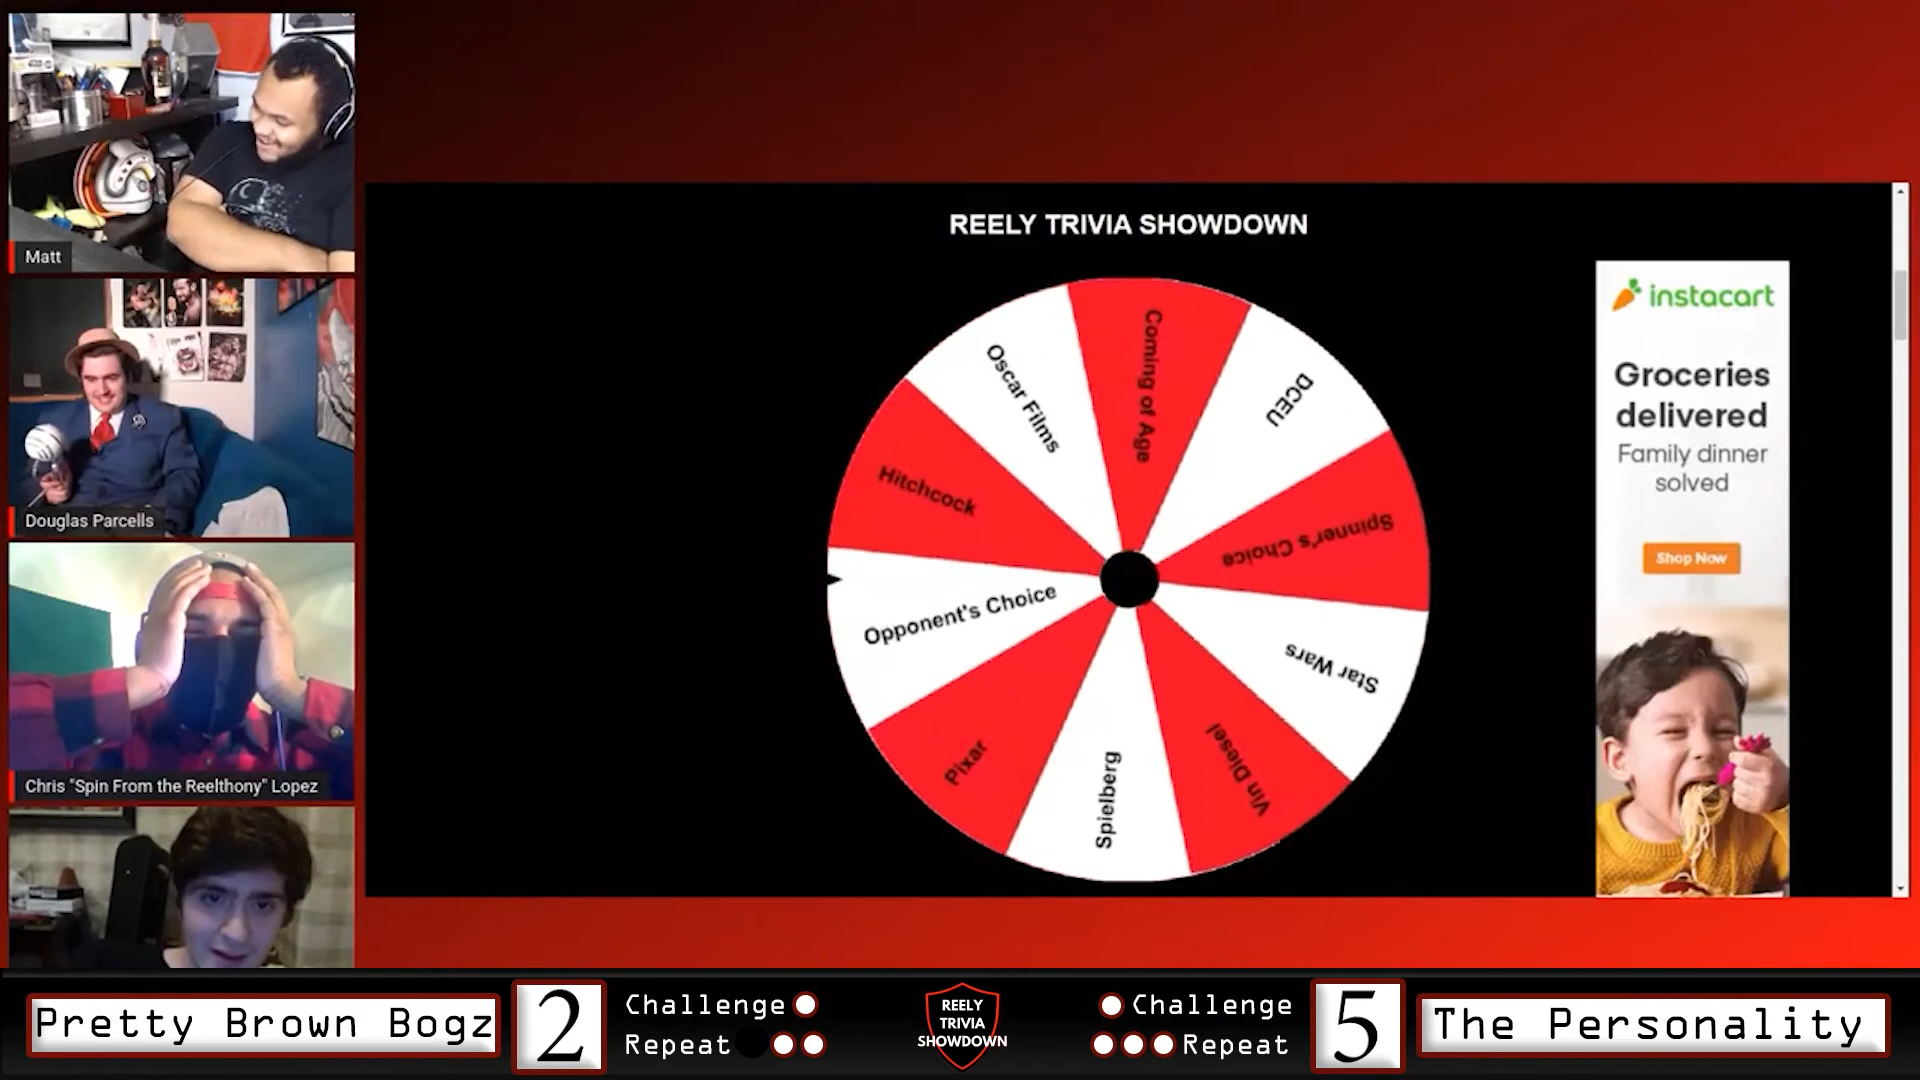 Matt
Douglas Parcells
Chris "Spin From the Reelthony" Lopez
REELY TRIVIA SHOWDOWN
Coming of Age
DCEU
Spinner's Choice
Star Wars
Vin Diesel
Spielberg
Pixar
Opponent's Choice
Hitchcock
Oscar Films
instacart
Groceries
delivered
Family dinner
solved
Shop Now
Pretty Brown Bogz
2
Challenge
Repeat
REELY
TRIVIA
SHOWDOWN
Challenge
Repeat
5
The Personality